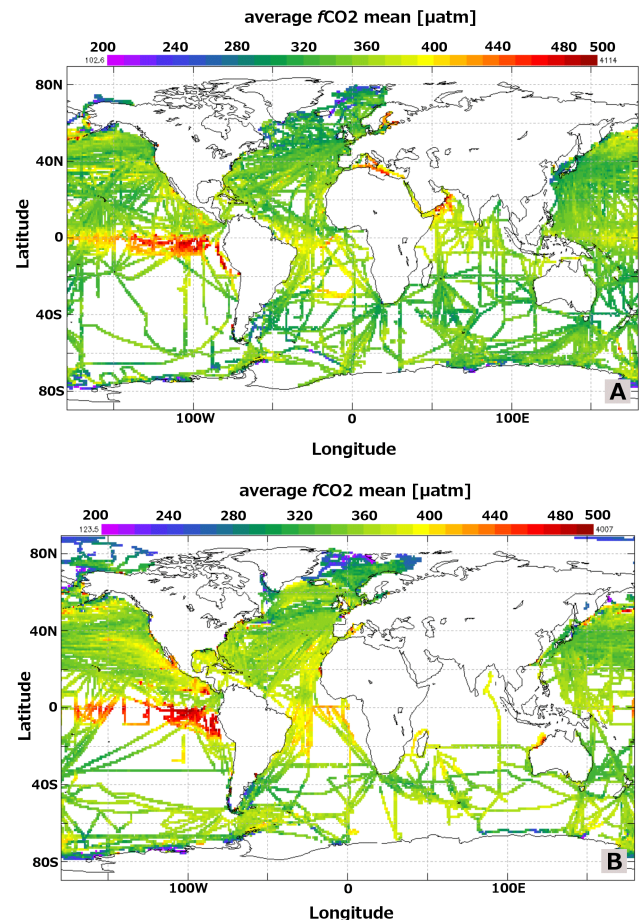 average fCO2 mean [µatm]
200 240 280 320 360 400 440 480 500
102.6 4114
80N
40N
0
40S
80S
Latitude
100W 0 100E
Longitude
A
average fCO2 mean [µatm]
200 240 280 320 360 400 440 480 500
123.5 4007
80N
40N
0
40S
80S
Latitude
100W 0 100E
Longitude
B